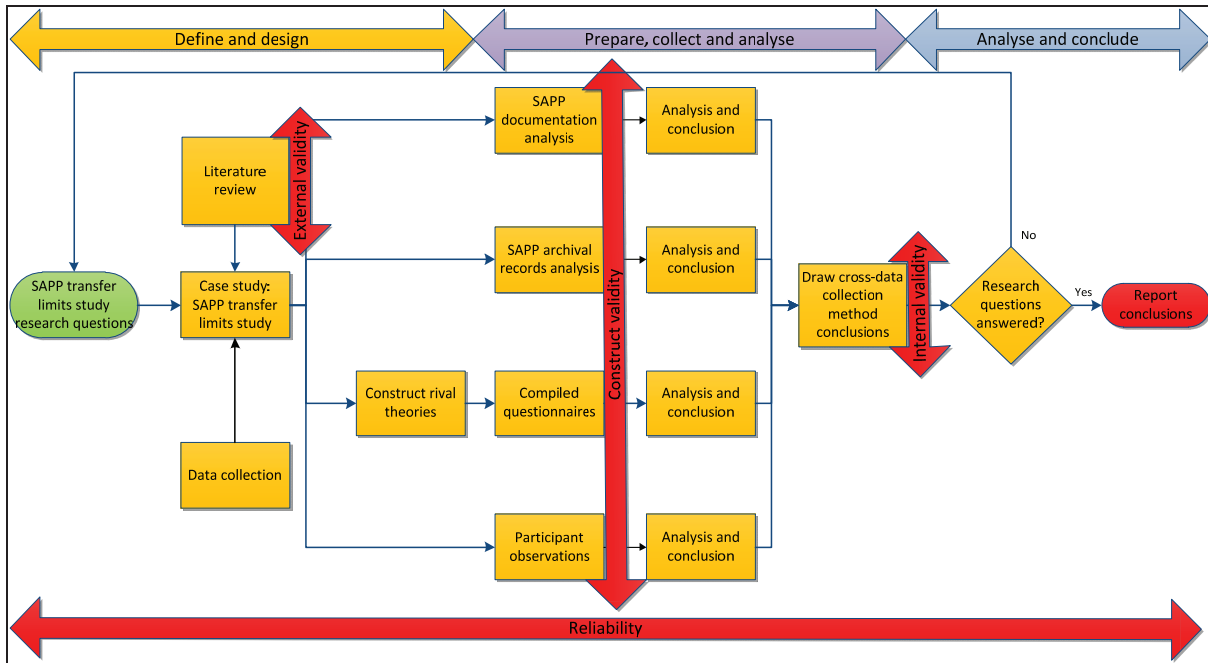 Define and design
Prepare, collect and analyse
Analyse and conclude
SAPP
documentation
analysis
Analysis and
conclusion
External validity
Literature
review
Construct validity
SAPP archival
records analysis
Analysis and
conclusion
No
SAPP transfer
limits study
research questions
Case study:
SAPP transfer
limits study
Draw cross-data
collection
method
conclusions
Internal validity
Research
questions
answered?
Yes
Report
conclusions
Construct rival
theories
Compiled
questionnaires
Analysis and
conclusion
Data collection
Participant
observations
Analysis and
conclusion
Reliability